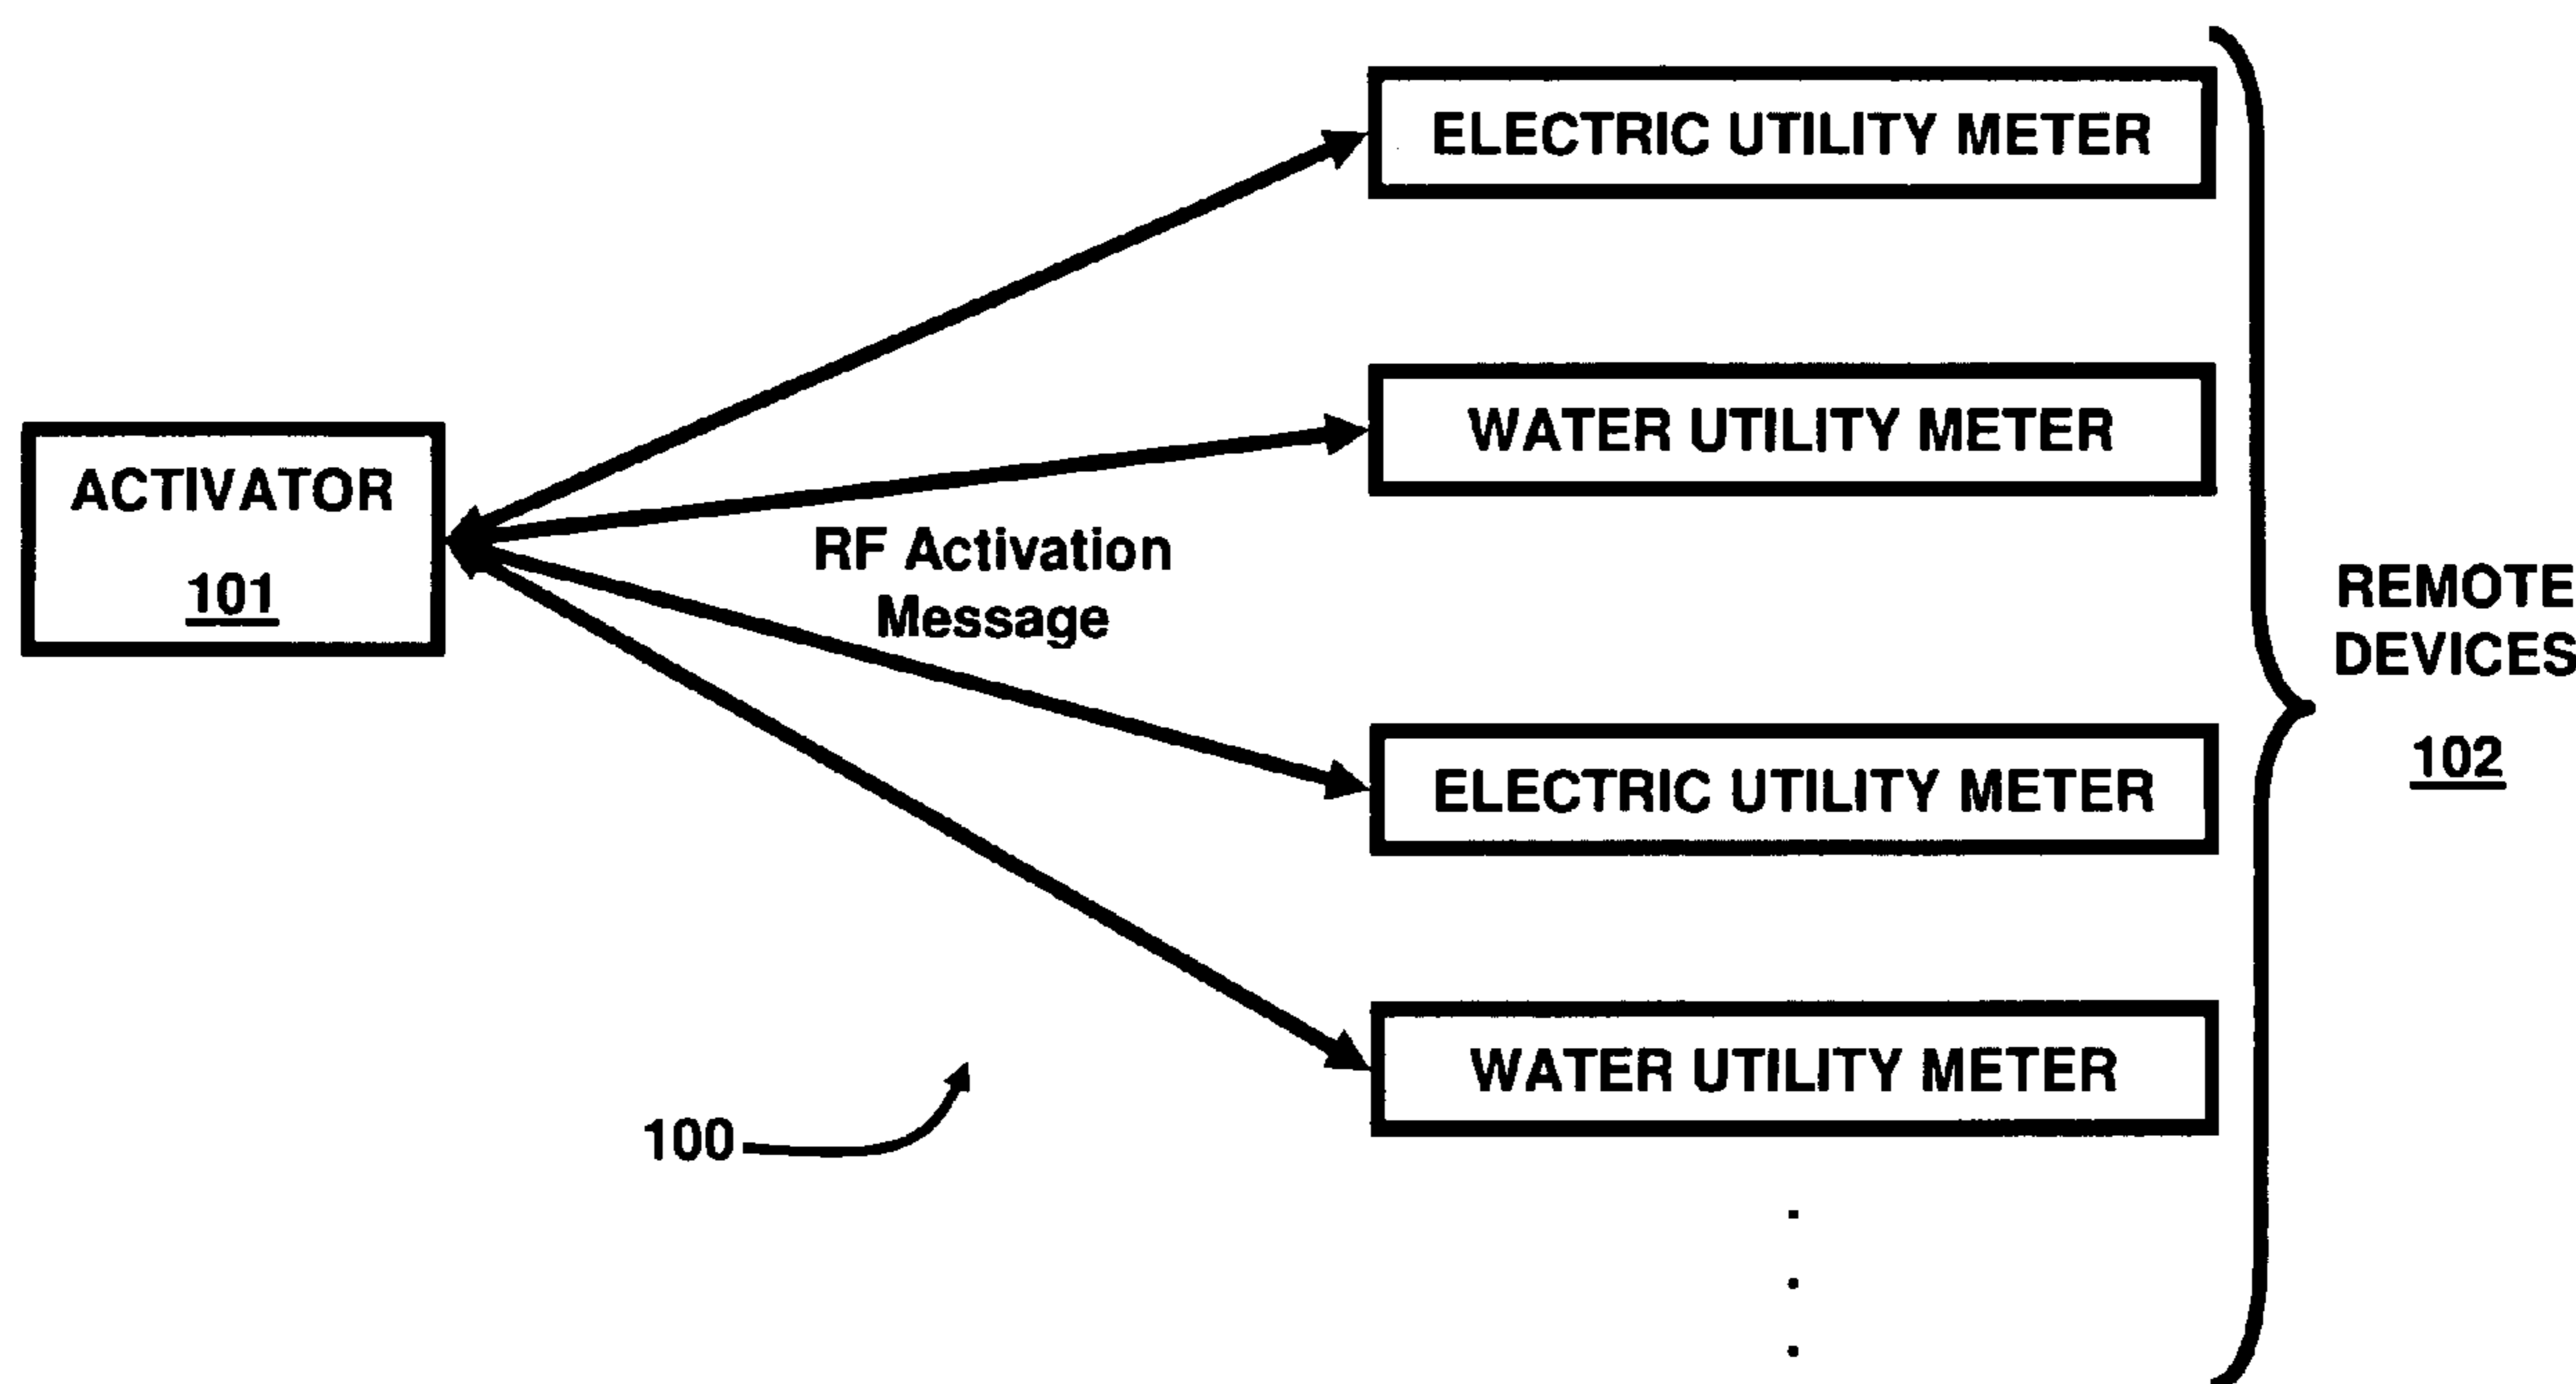 ELECTRIC UTILITY METER
WATER UTILITY METER
ACTIVATOR
101
RF Activation
Message
REMOTE
DEVICES
102
ELECTRIC UTILITY METER
WATER UTILITY METER
100